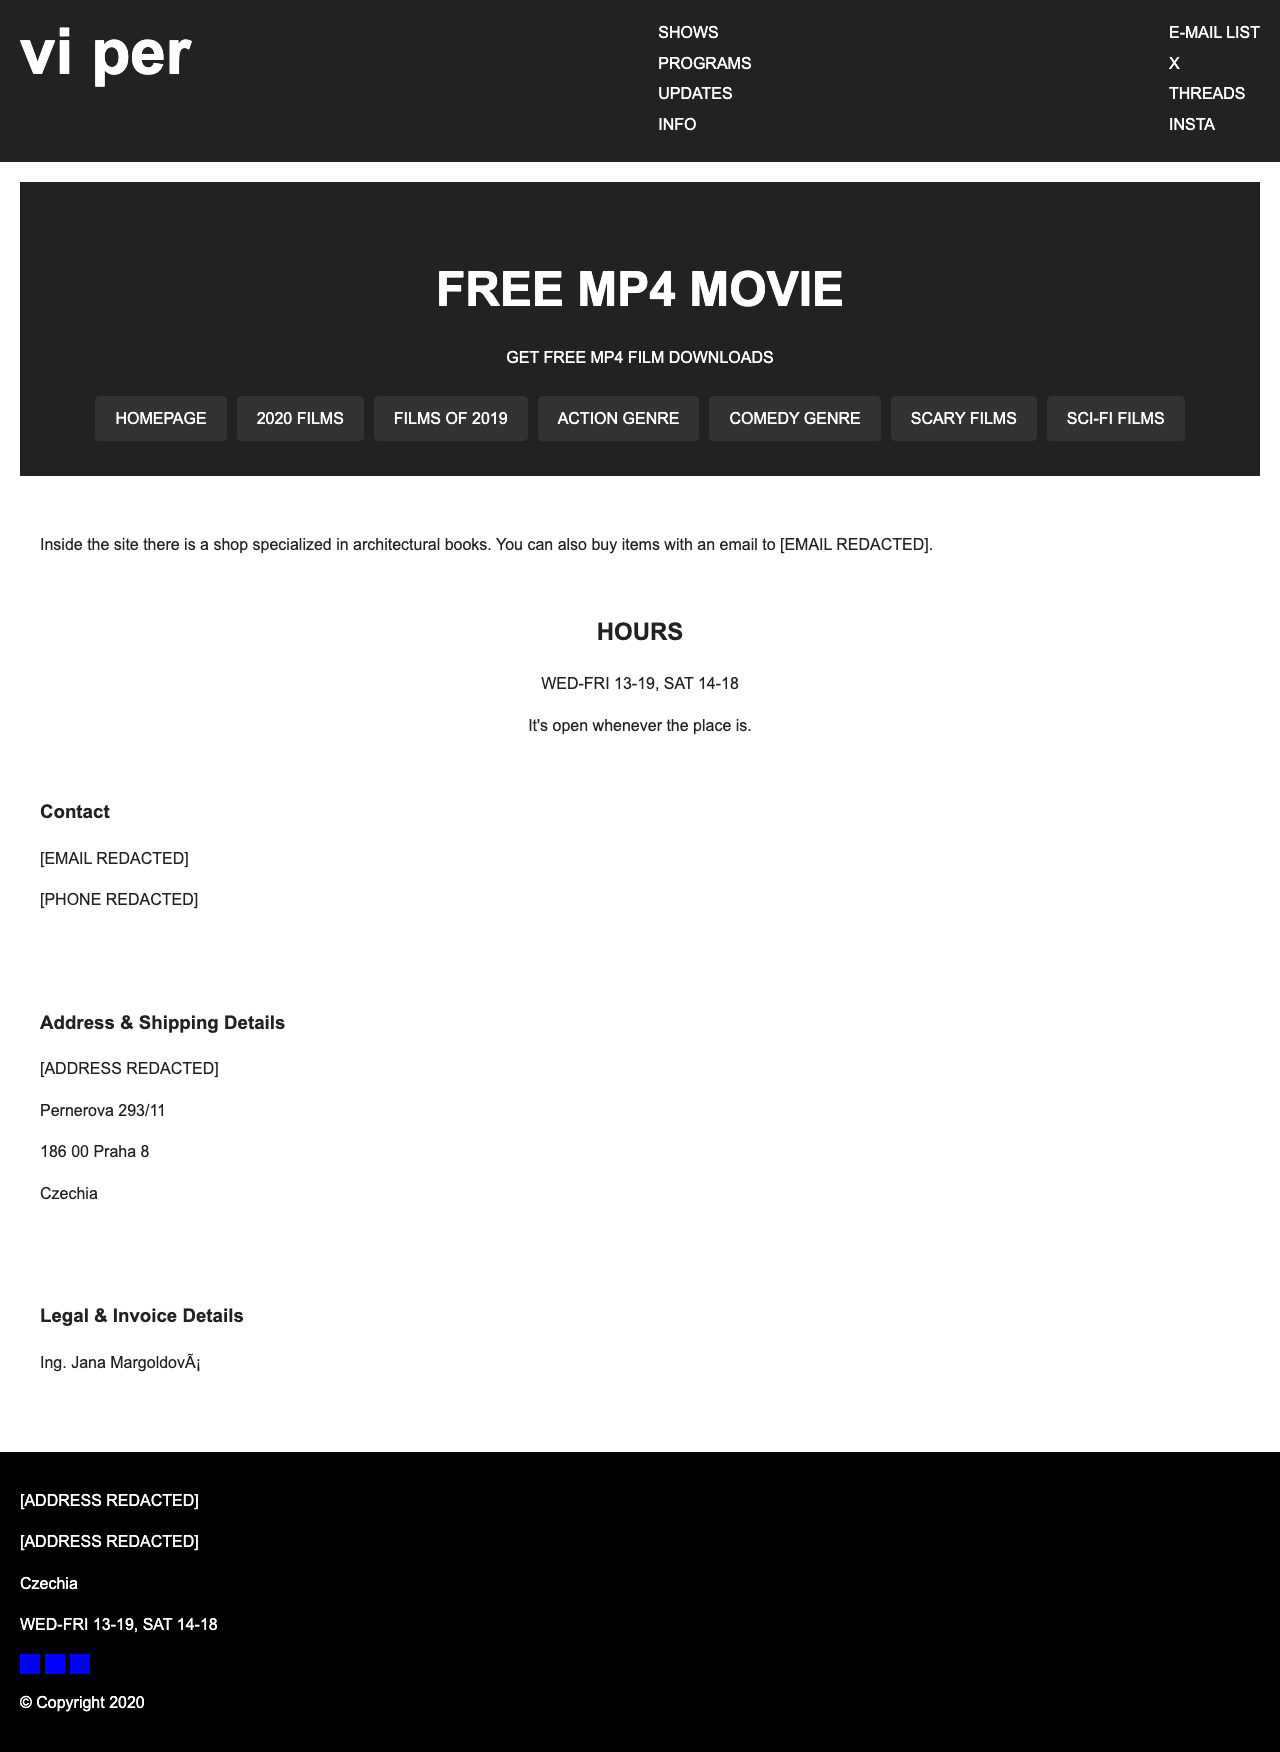 vi per
SHOWS
PROGRAMS
UPDATES
INFO
E-MAIL LIST
X
THREADS
INSTA
FREE MP4 MOVIE
GET FREE MP4 FILM DOWNLOADS
HOMEPAGE 2020 FILMS FILMS OF 2019 ACTION GENRE COMEDY GENRE SCARY FILMS SCI-FI FILMS
Inside the site there is a shop specialized in architectural books. You can also buy items with an email to [EMAIL REDACTED].
HOURS
WED-FRI 13-19, SAT 14-18
It's open whenever the place is.
Contact
[EMAIL REDACTED]
[PHONE REDACTED]
Address & Shipping Details
[ADDRESS REDACTED]
Pernerova 293/11
186 00 Praha 8
Czechia
Legal & Invoice Details
Ing. Jana MargoldovÃ¡
[ADDRESS REDACTED]
[ADDRESS REDACTED]
Czechia
WED-FRI 13-19, SAT 14-18
© Copyright 2020